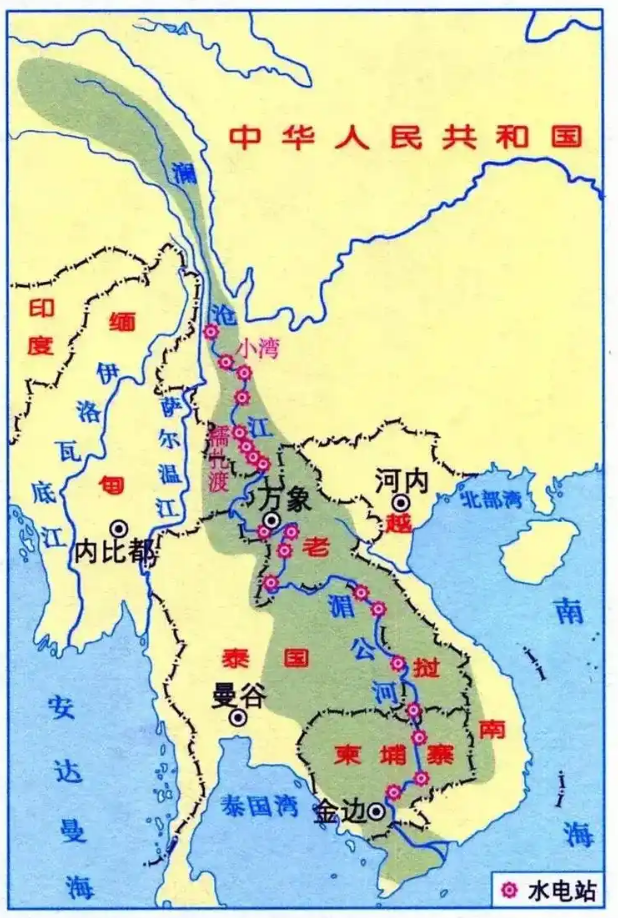 中华人民共和国
澜
沧
江
小湾
糯扎渡
印度
缅
甸
伊洛瓦底江
萨尔温江
内比都
万象
河内
越
南
北部湾
老
挝
湄公河
泰国
曼谷
柬埔寨
金边
泰国湾
安达曼海
南
海
水电站